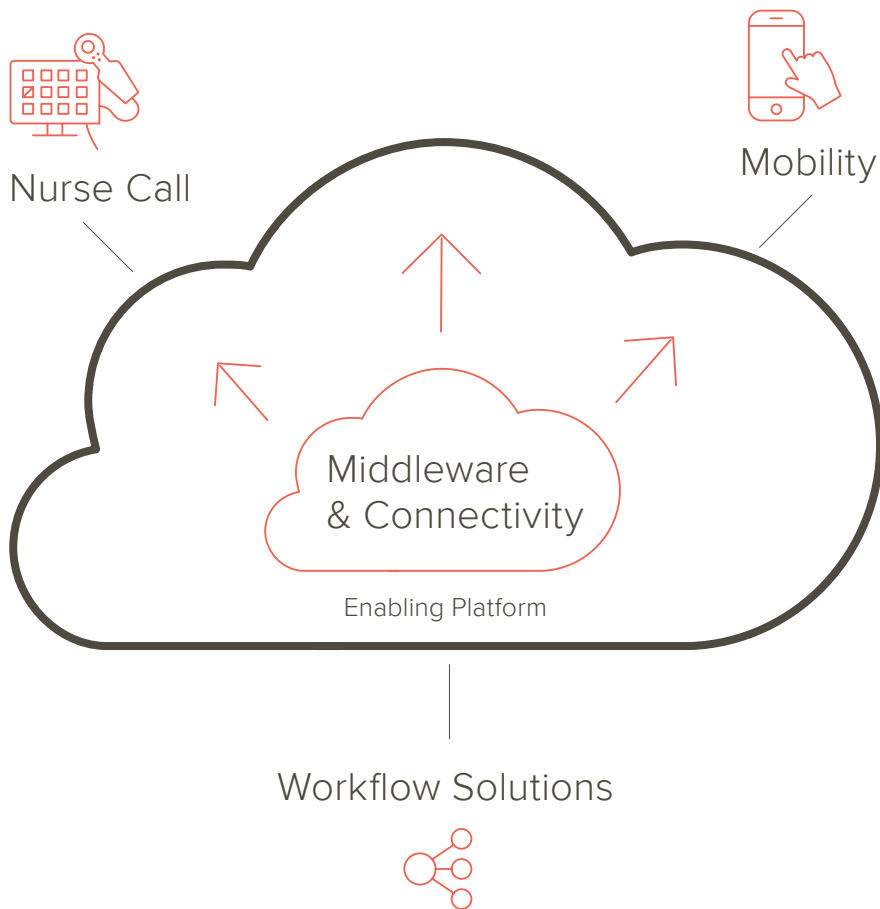 Nurse Call
Mobility
Middleware
& Connectivity
Enabling Platform
Workflow Solutions